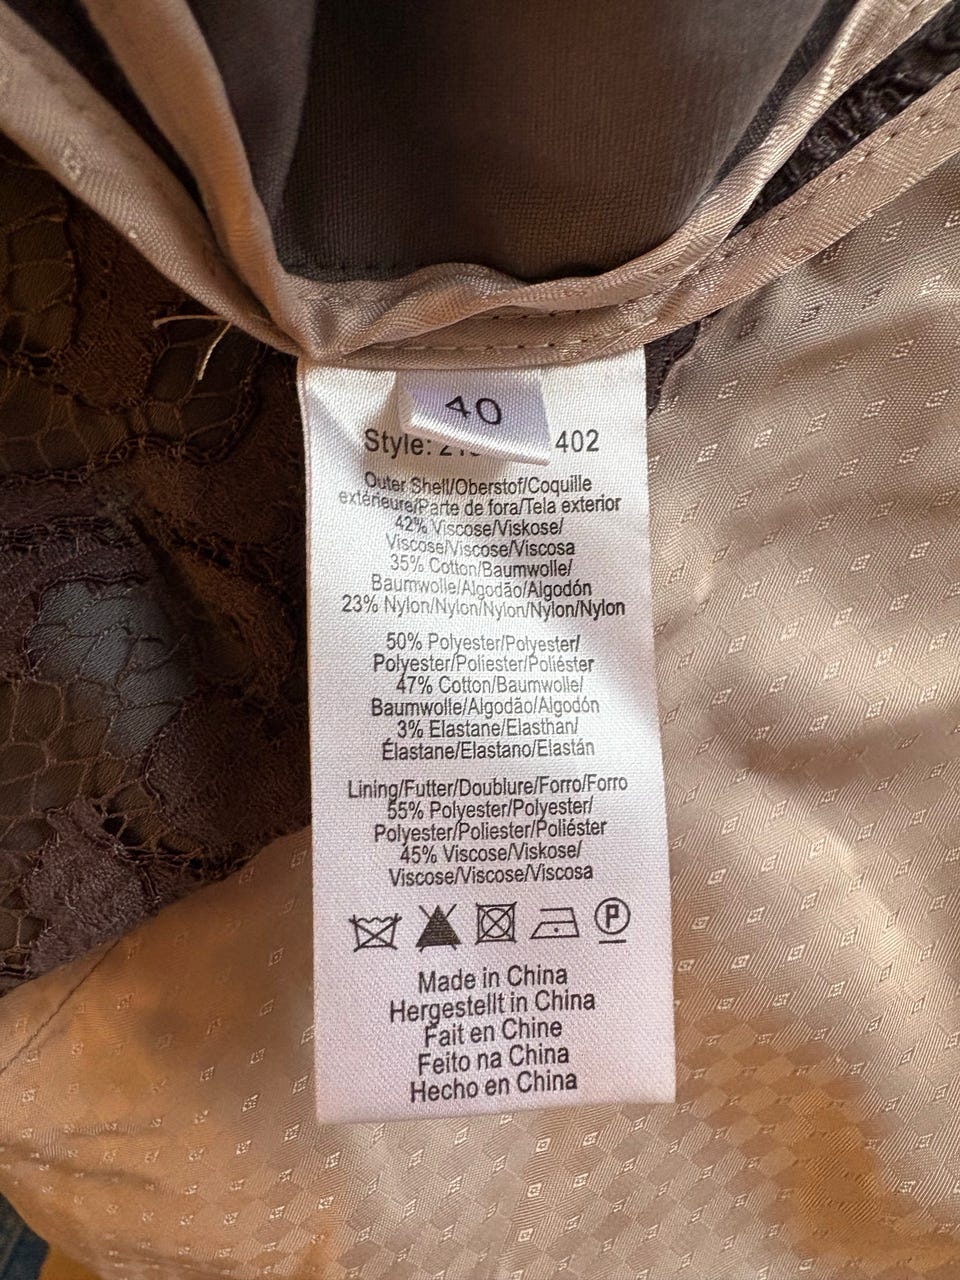 40
Style: 402
Outer Shell/Oberstof/Coquille
extérieure/Parte de fora/Tela exterior
42% Viscose/Viskose/
Viscose/Viscose/Viscosa
35% Cotton/Baumwolle/
Baumwolle/Algodão/Algodón
23% Nylon/Nylon/Nylon/Nylon/Nylon
50% Polyester/Polyester/
Polyester/Poliester/Poliéster
47% Cotton/Baumwolle/
Baumwolle/Algodão/Algodón
3% Elastane/Elasthan/
Élastane/Elastano/Elastán
Lining/Futter/Doublure/Forro/Forro
55% Polyester/Polyester/
Polyester/Poliester/Poliéster
45% Viscose/Viskose/
Viscose/Viscose/Viscosa
P
Made in China
Hergestellt in China
Fait en Chine
Feito na China
Hecho en China